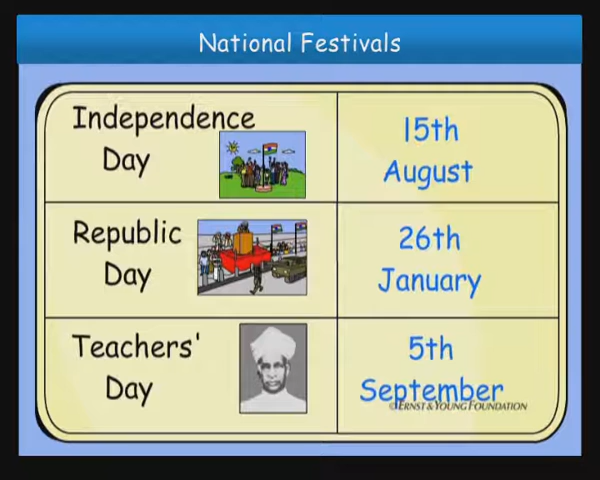 National Festivals
Independence
Day
15th
August
Republic
Day
26th
January
Teachers'
Day
5th
September
©ERNST & YOUNG FOUNDATION